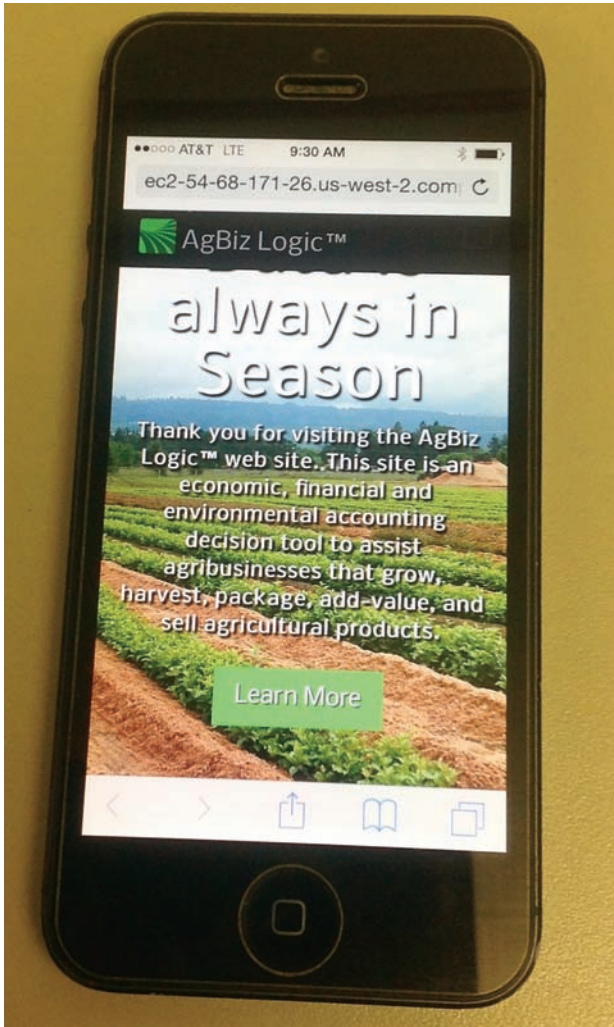 AT&T LTE 9:30 AM
ec2-54-68-171-26.us-west-2.com
AgBiz Logic™
always in
Season
Thank you for visiting the AgBiz
Logic™ web site..This site is an
economic, financial and
environmental accounting
decision tool to assist
agribusinesses that grow,
harvest, package, add-value, and
sell agricultural products.
Learn More